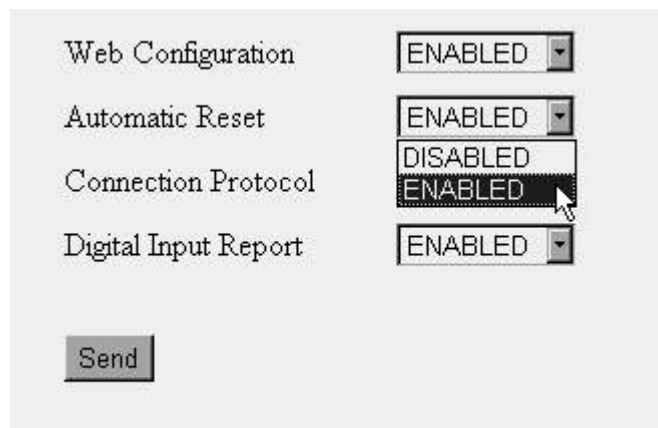 Web Configuration ENABLED
Automatic Reset ENABLED
DISABLED
Connection Protocol ENABLED
Digital Input Report ENABLED
Send